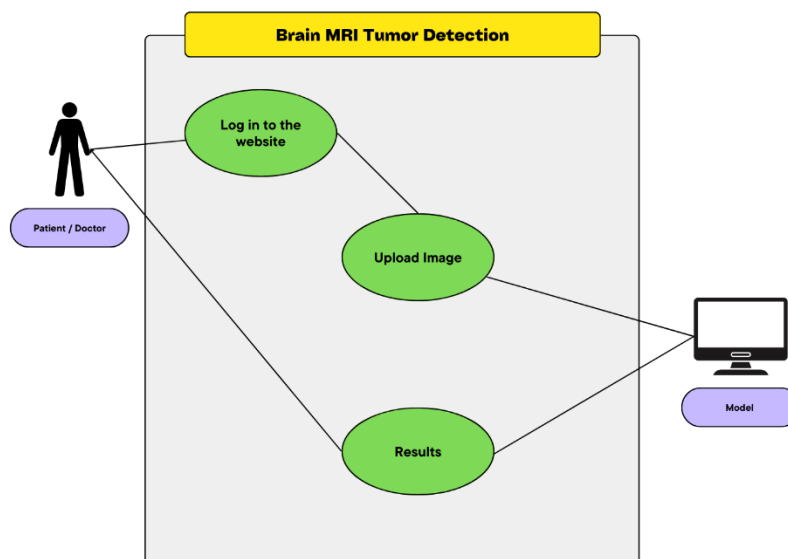 Brain MRI Tumor Detection
Log in to the
website
Patient / Doctor
Upload Image
Model
Results